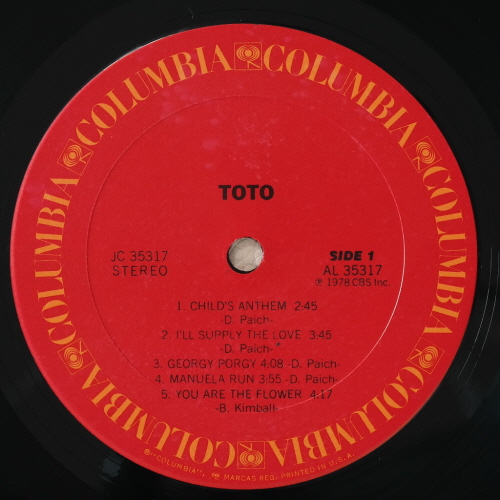 COLUMBIA COLUMBIA COLUMBIA COLUMBIA COLUMBIA COLUMBIA
TOTO
JC 35317
STEREO
SIDE 1
AL 35317
℗ 1978 CBS Inc.
1. CHILD'S ANTHEM 2:45
-D. Paich-
2. I'LL SUPPLY THE LOVE 3:45
-D. Paich-*
3. GEORGY PORGY 4:08 -D. Paich-
4. MANUELA RUN 3:55 -D. Paich-
5. YOU ARE THE FLOWER 4:17
-B. Kimball-
®"COLUMBIA", MARCAS REG. PRINTED IN U.S.A.